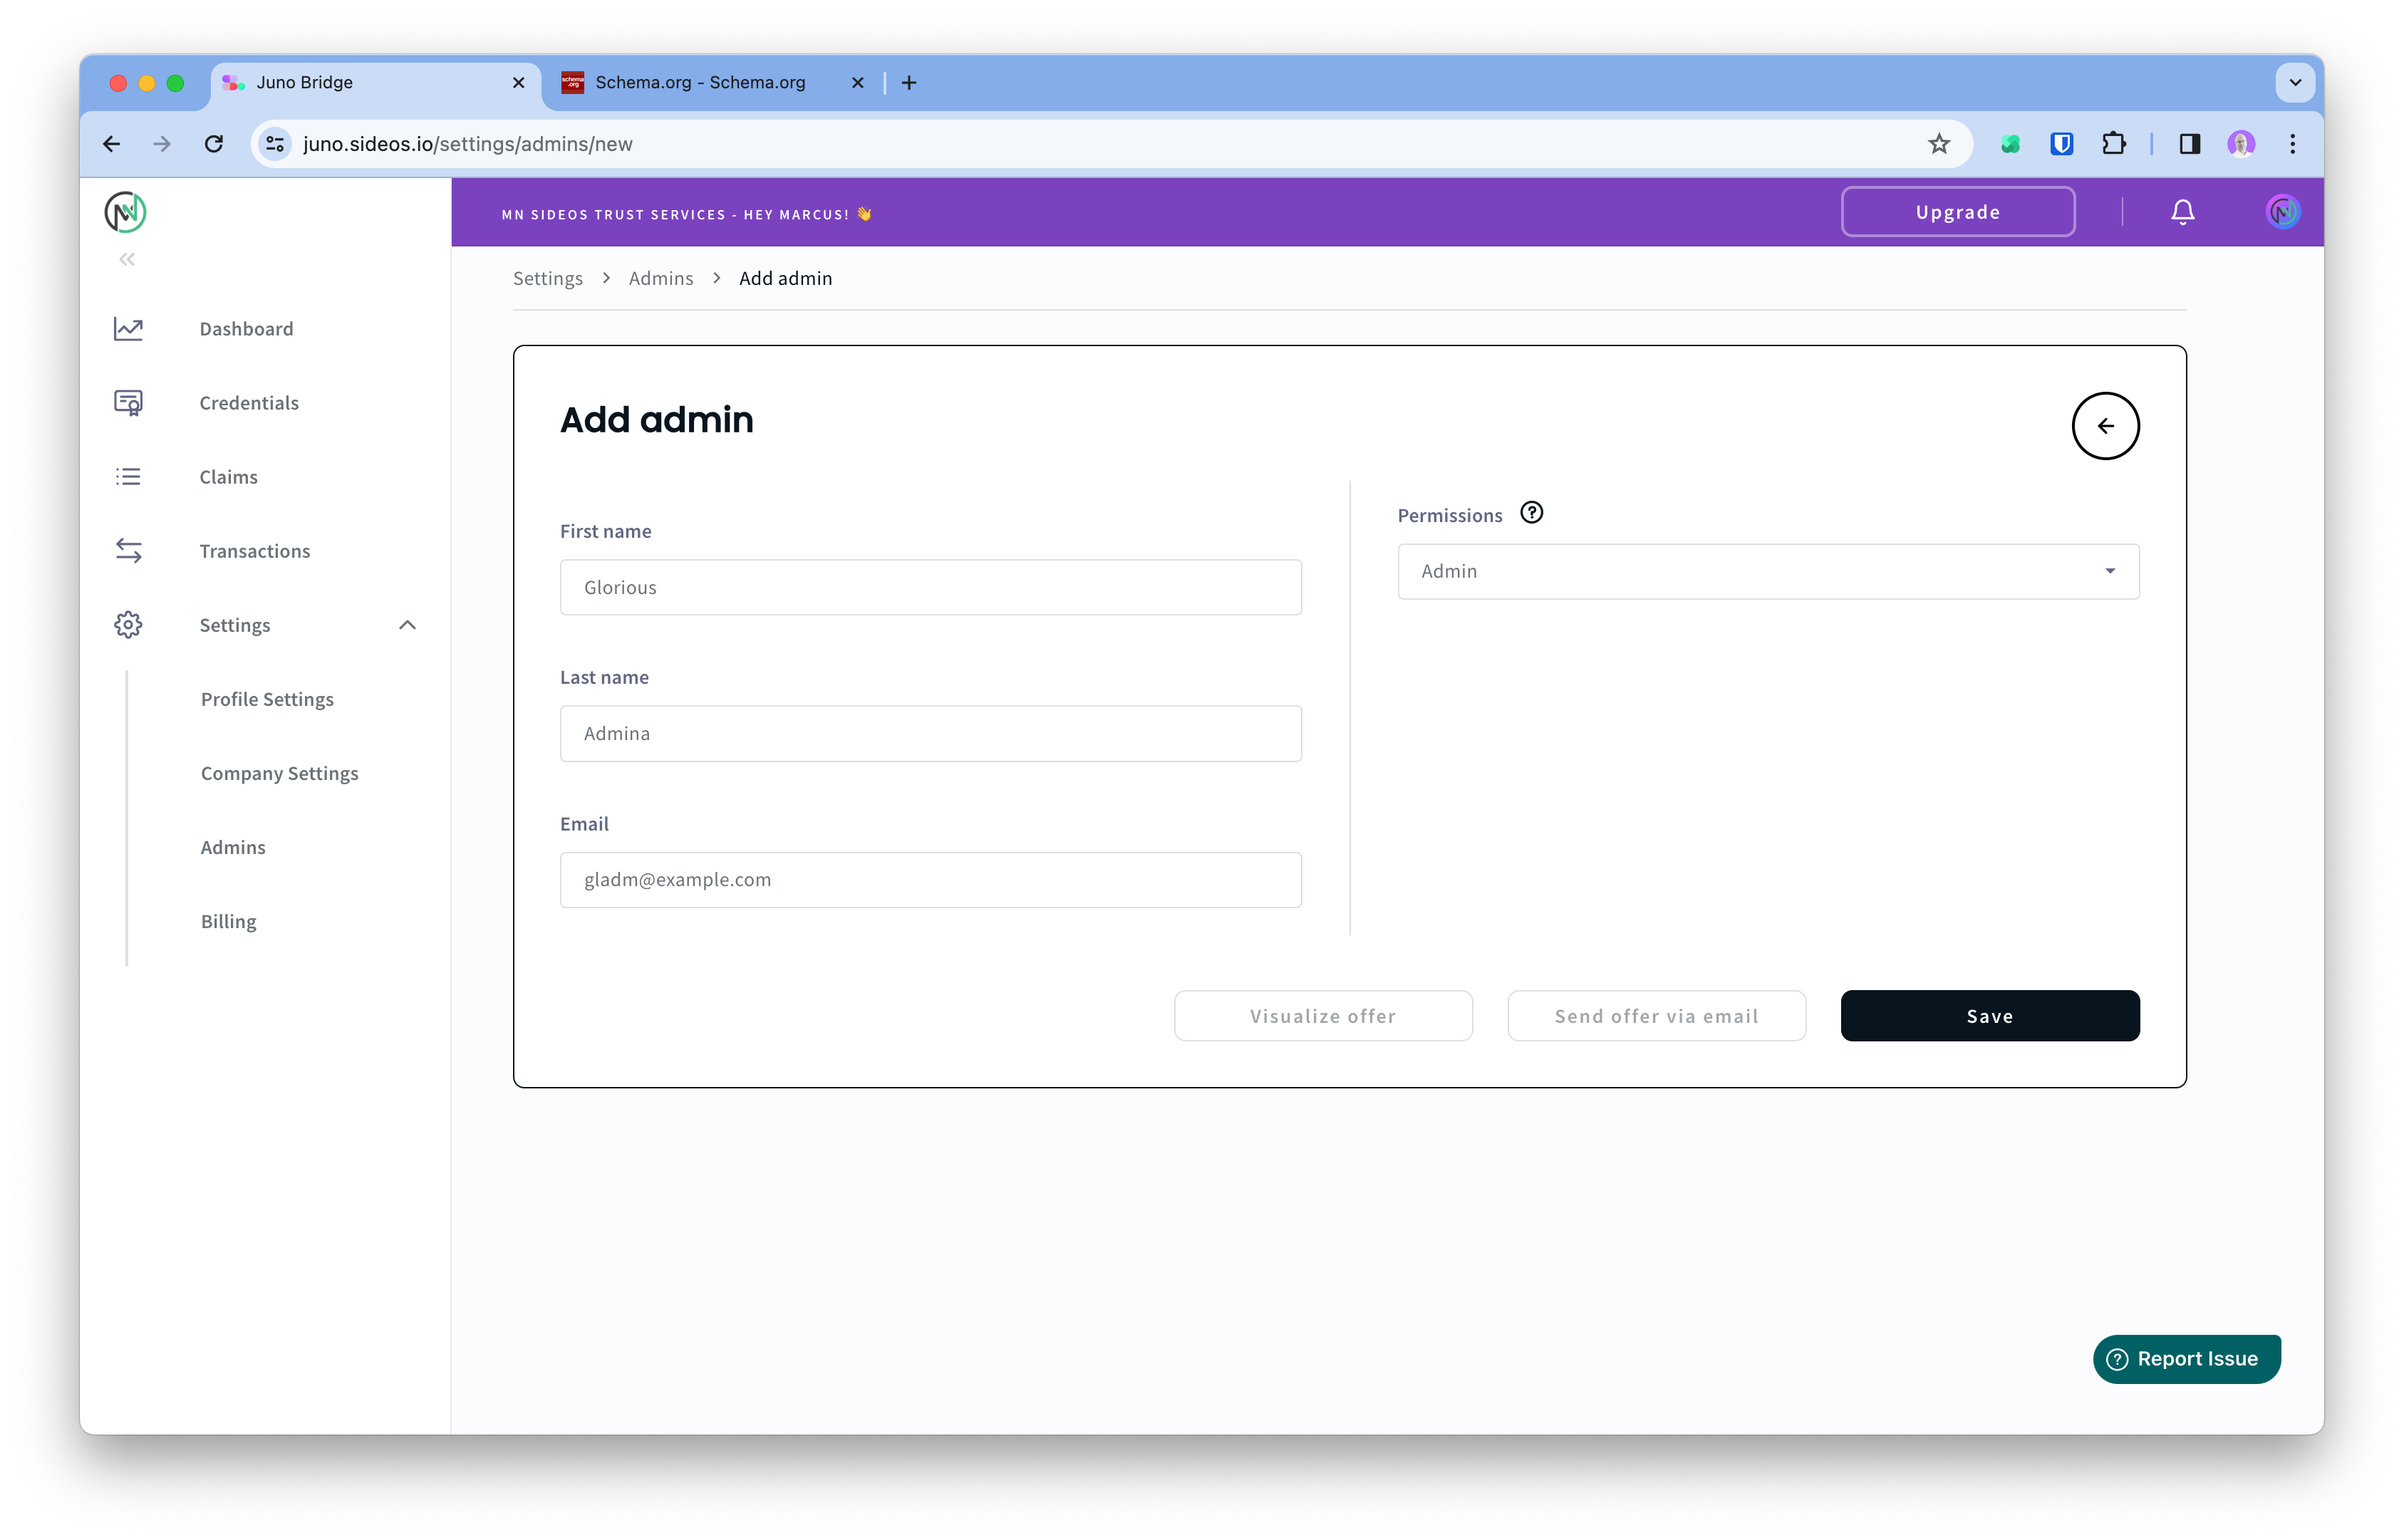 Juno Bridge
Schema.org - Schema.org
juno.sideos.io/settings/admins/new
MN SIDEOS TRUST SERVICES - HEY MARCUS! 👋
Upgrade
Settings > Admins > Add admin
Dashboard
Credentials
Claims
Transactions
Settings
Profile Settings
Company Settings
Admins
Billing
Add admin
First name
Glorious
Last name
Admina
Email
gladm@example.com
Permissions
Admin
Visualize offer
Send offer via email
Save
Report Issue